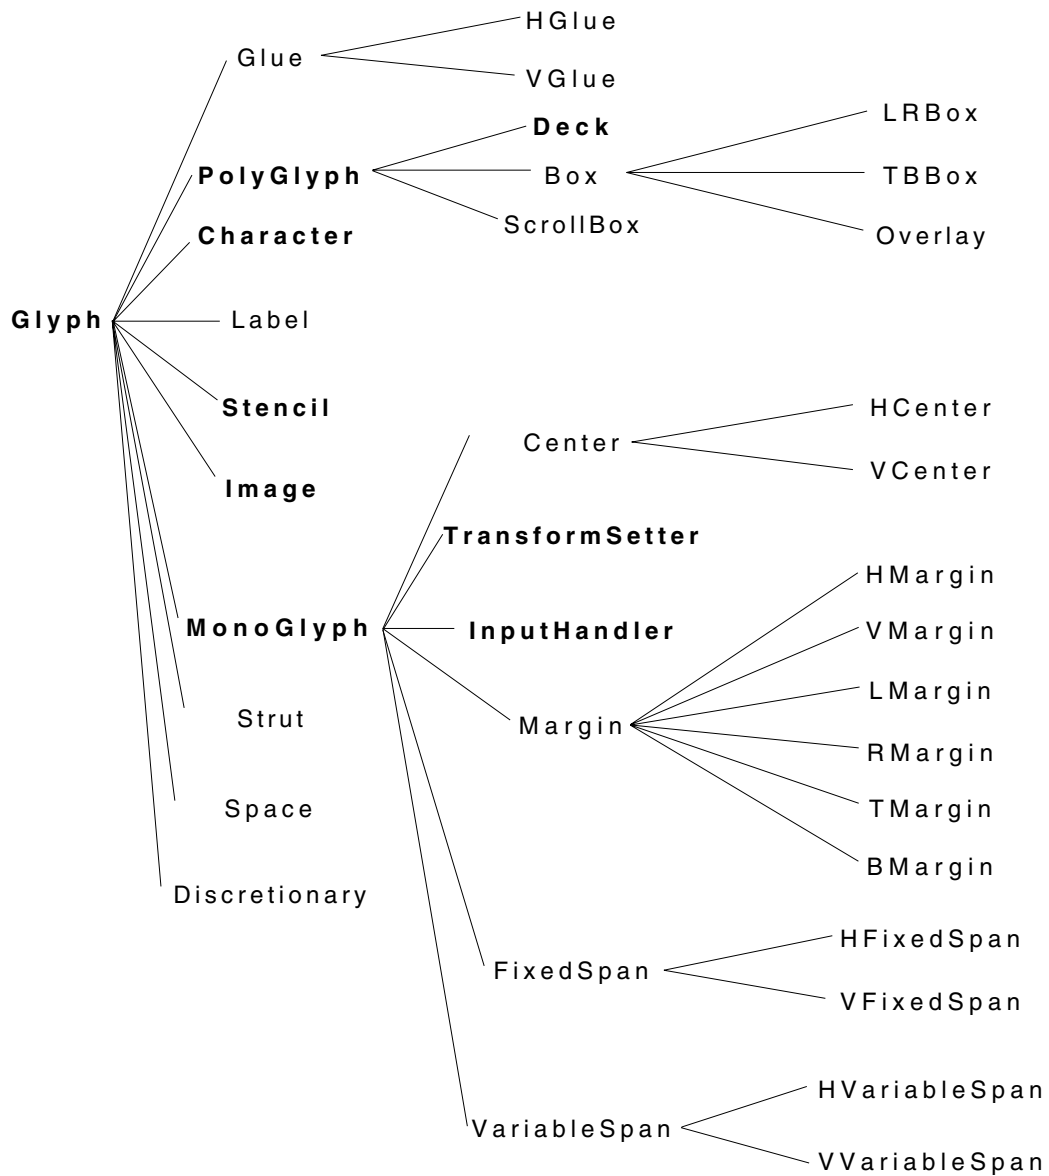 HGlue
Glue
VGlue
LRBox
Deck
PolyGlyph
Box
TBBox
ScrollBox
Character
Overlay
Glyph
Label
Stencil
HCenter
Center
VCenter
Image
TransformSetter
HMargin
MonoGlyph
InputHandler
VMargin
LMargin
Strut
Margin
RMargin
Space
TMargin
BMargin
Discretionary
HFixedSpan
FixedSpan
VFixedSpan
HVariableSpan
VariableSpan
VVariableSpan